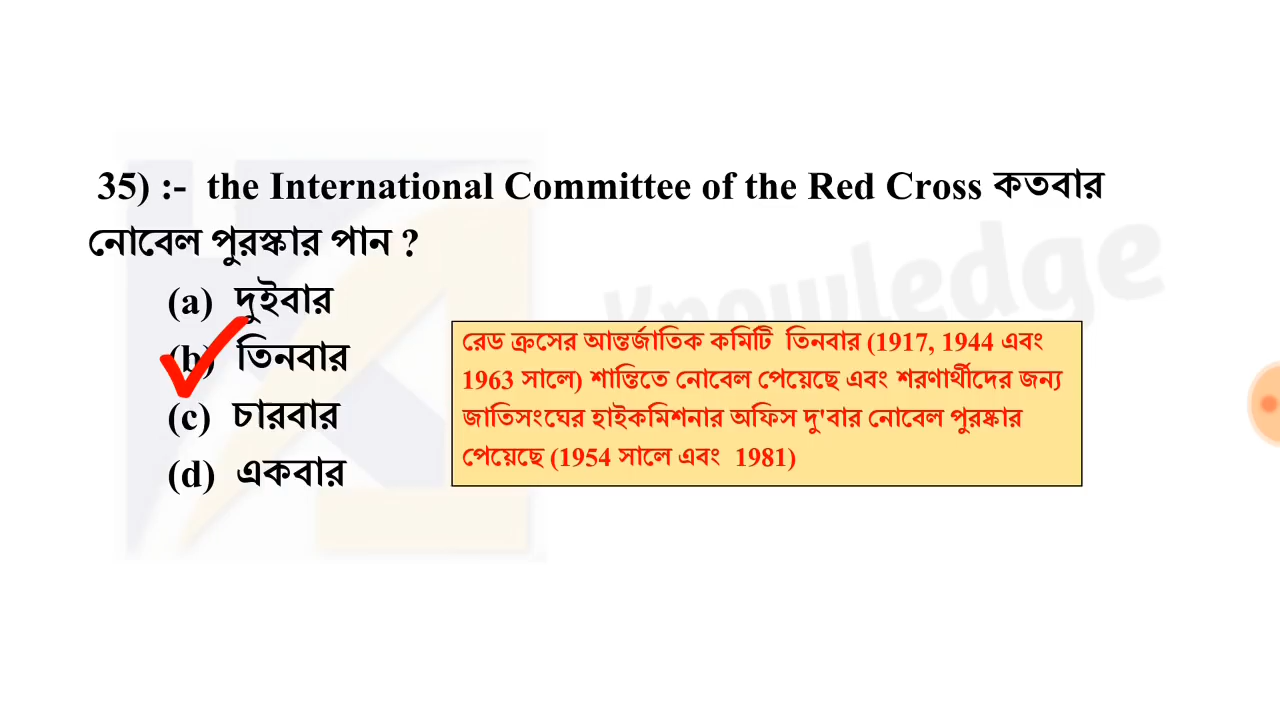 35) :- the International Committee of the Red Cross কতবার
নোবেল পুরস্কার পান ?
(a) দুইবার
(b) তিনবার
(c) চারবার
(d) একবার
রেড ক্রসের আন্তর্জাতিক কমিটি তিনবার (1917, 1944 এবং
1963 সালে) শান্তিতে নোবেল পেয়েছে এবং শরণার্থীদের জন্য
জাতিসংঘের হাইকমিশনার অফিস দু'বার নোবেল পুরষ্কার
পেয়েছে (1954 সালে এবং 1981)
Knowledge